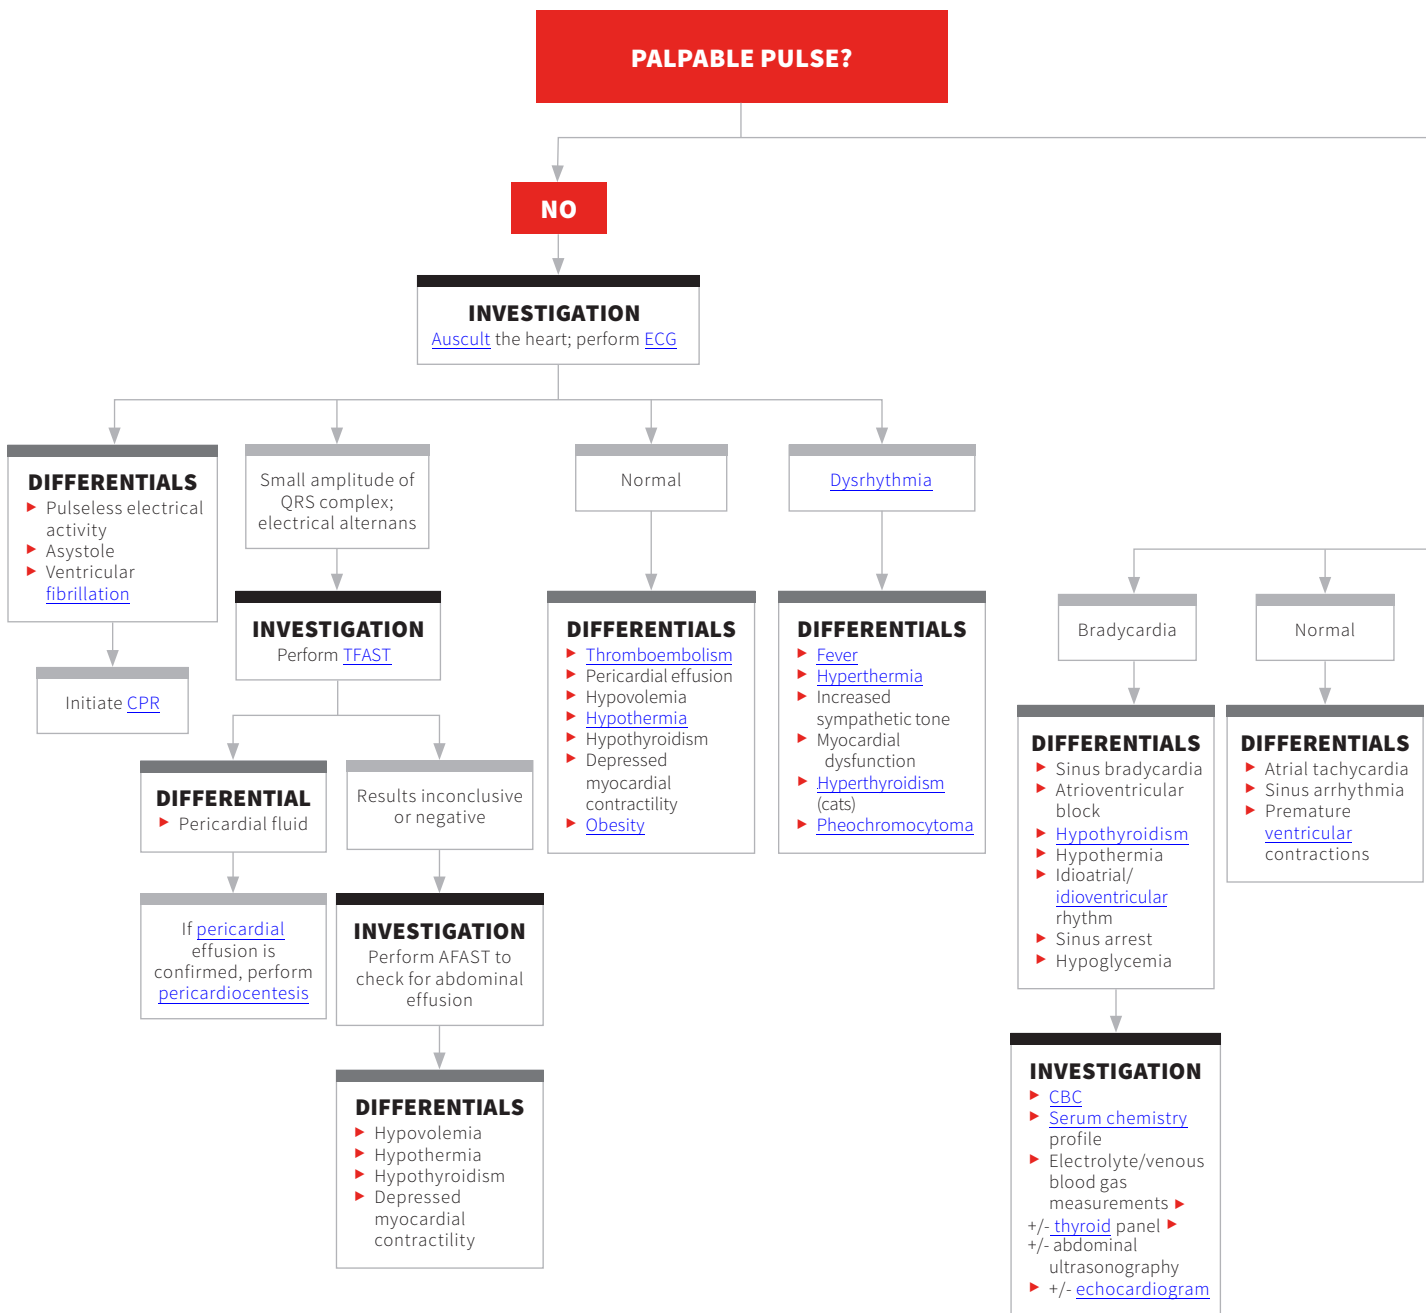 PALPABLE PULSE?
NO
INVESTIGATION
Auscult the heart; perform ECG
DIFFERENTIALS
Pulseless electrical
activity
Asystole
Ventricular
fibrillation
Initiate CPR
Small amplitude of
QRS complex;
electrical alternans
INVESTIGATION
Perform TFAST
DIFFERENTIAL
Pericardial fluid
If pericardial
effusion is
confirmed, perform
pericardiocentesis
Results inconclusive
or negative
INVESTIGATION
Perform AFAST to
check for abdominal
effusion
DIFFERENTIALS
Hypovolemia
Hypothermia
Hypothyroidism
Depressed
myocardial
contractility
Normal
DIFFERENTIALS
Thromboembolism
Pericardial effusion
Hypovolemia
Hypothermia
Hypothyroidism
Depressed
myocardial
contractility
Obesity
Dysrhythmia
DIFFERENTIALS
Fever
Hyperthermia
Increased
sympathetic tone
Myocardial
dysfunction
Hyperthyroidism
(cats)
Pheochromocytoma
Bradycardia
DIFFERENTIALS
Sinus bradycardia
Atrioventricular
block
Hypothyroidism
Hypothermia
Idioatrial/
idioventricular
rhythm
Sinus arrest
Hypoglycemia
INVESTIGATION
CBC
Serum chemistry
profile
Electrolyte/venous
blood gas
measurements
+/- thyroid panel
+/- abdominal
ultrasonography
+/- echocardiogram
Normal
DIFFERENTIALS
Atrial tachycardia
Sinus arrhythmia
Premature
ventricular
contractions